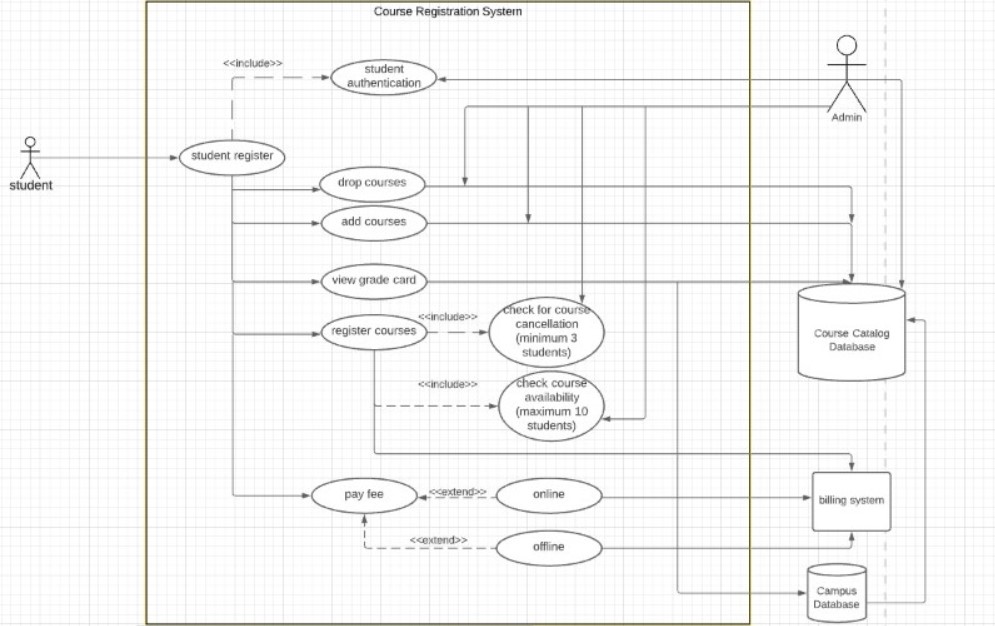 Course Registration System
<<include>>
student
authentication
Admin
student register
student
drop courses
add courses
view grade card
register courses
<<include>>
check for course
cancellation
(minimum 3
students)
Course Catalog
Database
<<include>>
check course
availability
(maximum 10
students)
pay fee
<<extend>>
online
billing system
<<extend>>
offline
Campus
Database